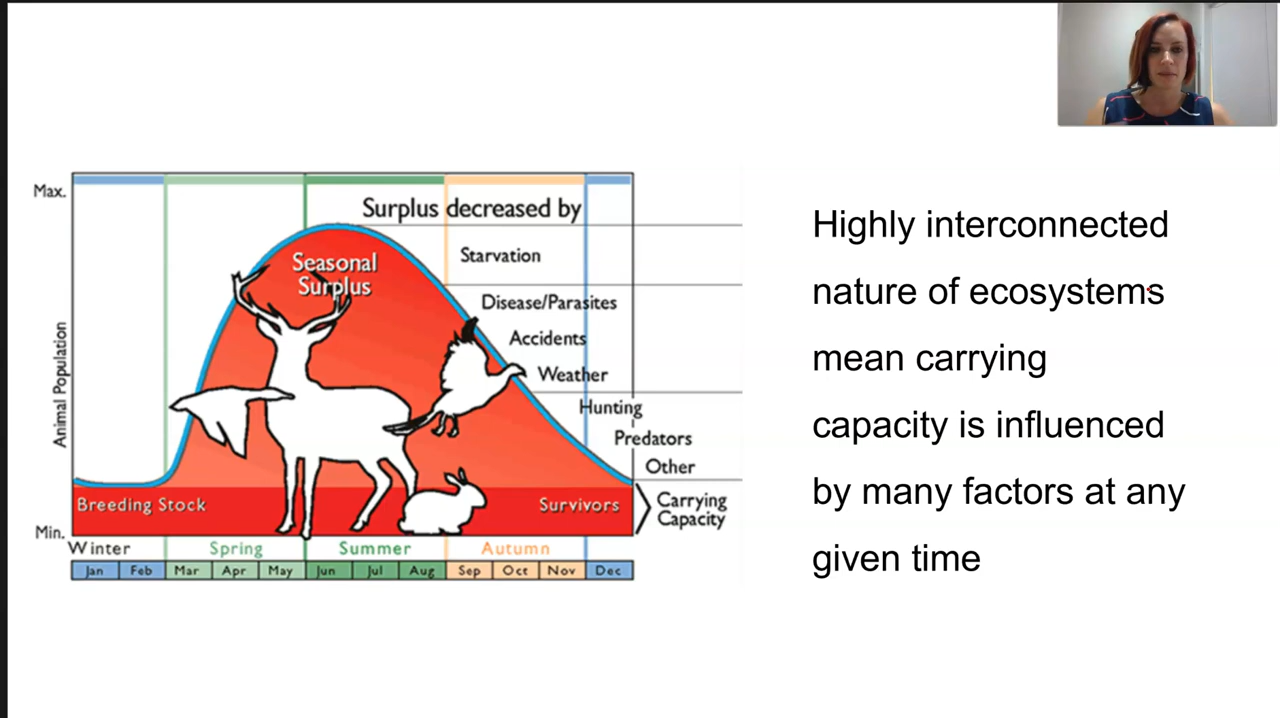 Max.
Surplus decreased by
Seasonal
Surplus
Starvation
Disease/Parasites
Accidents
Weather
Hunting
Predators
Other
Animal Population
Breeding Stock
Survivors
Carrying
Capacity
Min.
Winter Spring Summer Autumn
Jan Feb Mar Apr May Jun Jul Aug Sep Oct Nov Dec
Highly interconnected
nature of ecosystems
mean carrying
capacity is influenced
by many factors at any
given time